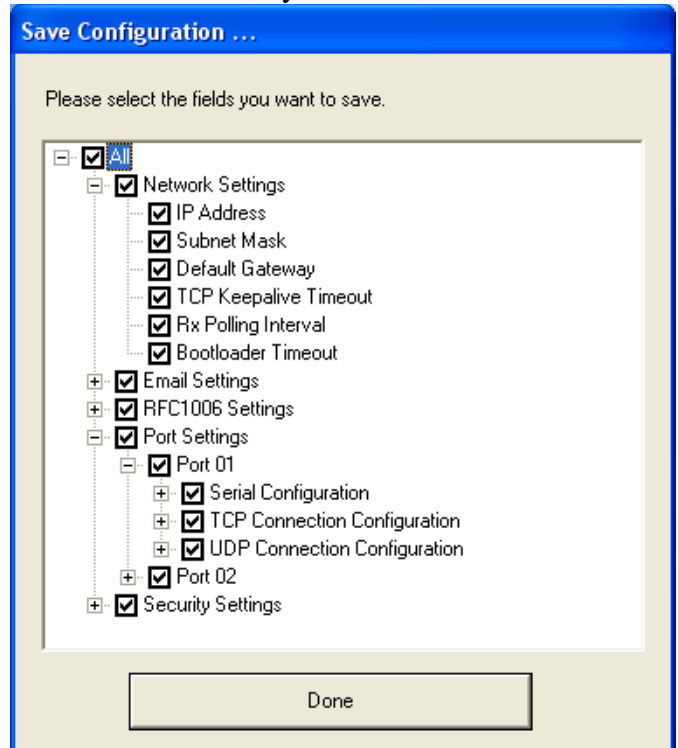 Save Configuration ...
Please select the fields you want to save.
All
Network Settings
IP Address
Subnet Mask
Default Gateway
TCP Keepalive Timeout
Rx Polling Interval
Bootloader Timeout
Email Settings
RFC1006 Settings
Port Settings
Port 01
Serial Configuration
TCP Connection Configuration
UDP Connection Configuration
Port 02
Security Settings
Done